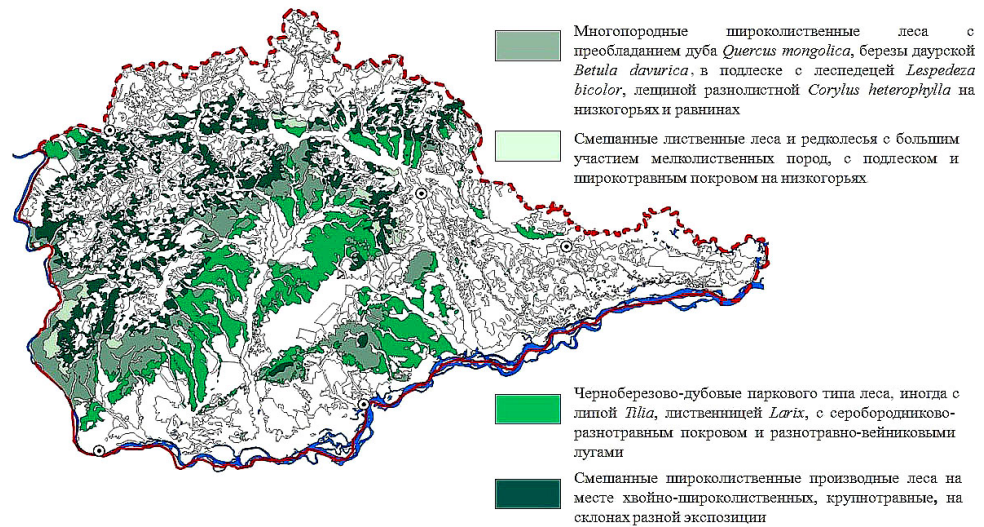 Многопородные широколиственные леса с
преобладанием дуба Quercus mongolica, березы даурской
Betula davurica, в подлеске с леспедецей Lespedeza
bicolor, лещиной разнолистной Corylus heterophylla на
низкогорьях и равнинах
Смешанные лиственные леса и редколесья с большим
участием мелколиственных пород, с подлеском и
широкотравным покровом на низкогорьях
Черноберезово-дубовые паркового типа леса, иногда с
липой Tilia, лиственницей Larix, с серобородниково-
разнотравным покровом и разнотравно-вейниковыми
лугами
Смешанные широколиственные производные леса на
месте хвойно-широколиственных, крупнотравные, на
склонах разной экспозиции